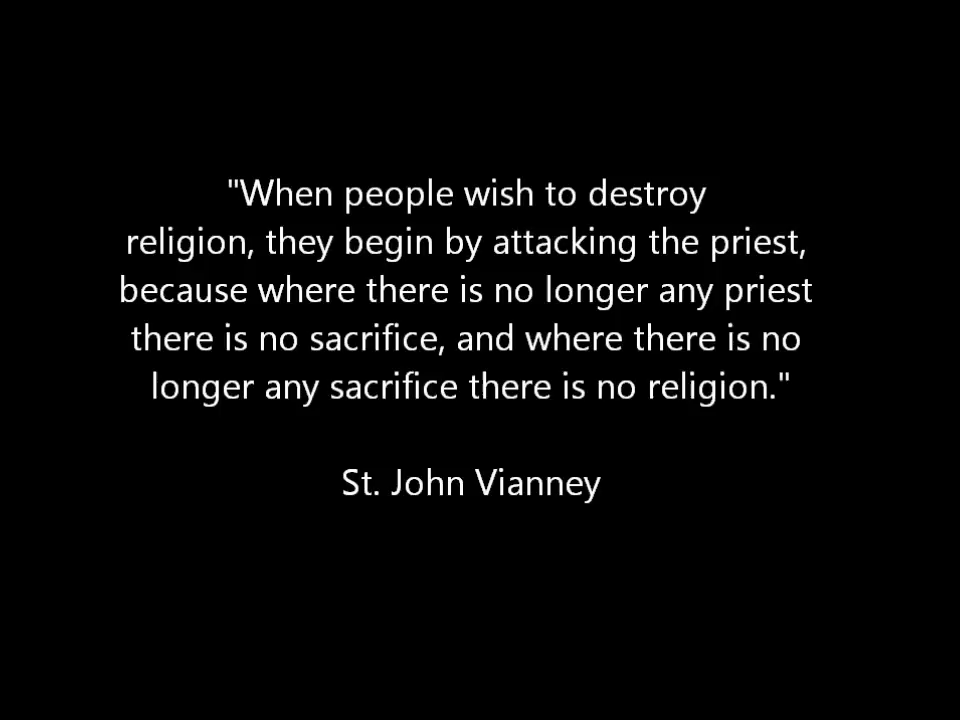 "When people wish to destroy
religion, they begin by attacking the priest,
because where there is no longer any priest
there is no sacrifice, and where there is no
longer any sacrifice there is no religion."
St. John Vianney